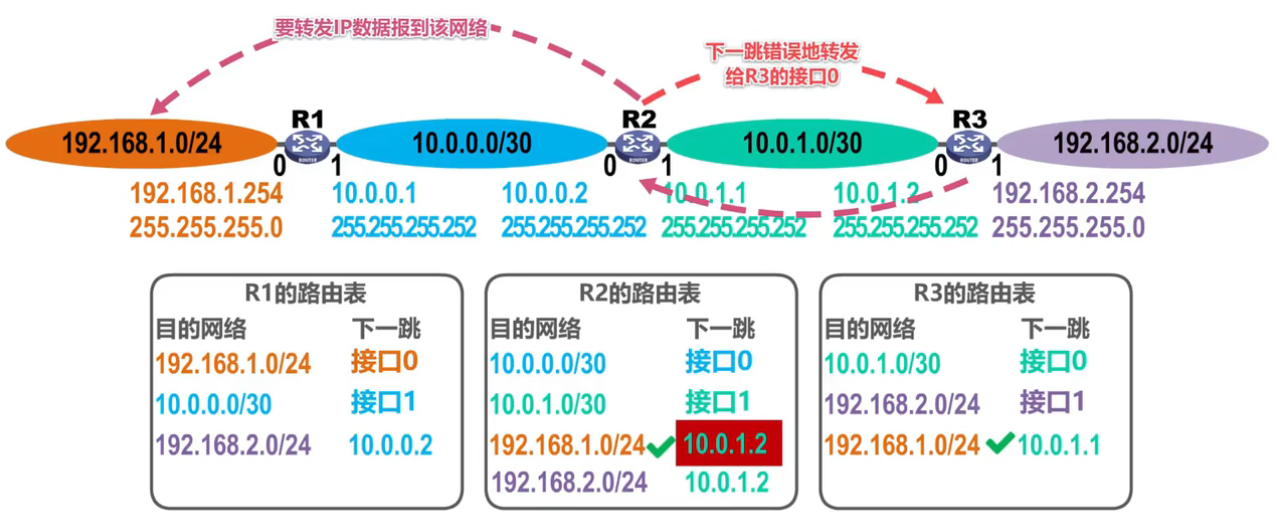 要转发IP数据报到该网络
下一跳错误地转发
给R3的接口0
R1 R2 R3
192.168.1.0/24 10.0.0.0/30 10.0.1.0/30 192.168.2.0/24
0 1 0 1 0 1
192.168.1.254 10.0.0.1 10.0.0.2 10.0.1.1 10.0.1.2 192.168.2.254
255.255.255.0 255.255.255.252 255.255.255.252 255.255.255.252 255.255.255.252 255.255.255.0
R1的路由表
目的网络 下一跳
192.168.1.0/24 接口0
10.0.0.0/30 接口1
192.168.2.0/24 10.0.0.2
R2的路由表
目的网络 下一跳
10.0.0.0/30 接口0
10.0.1.0/30 接口1
192.168.1.0/24 10.0.1.2
192.168.2.0/24 10.0.1.2
R3的路由表
目的网络 下一跳
10.0.1.0/30 接口0
192.168.2.0/24 接口1
192.168.1.0/24 10.0.1.1